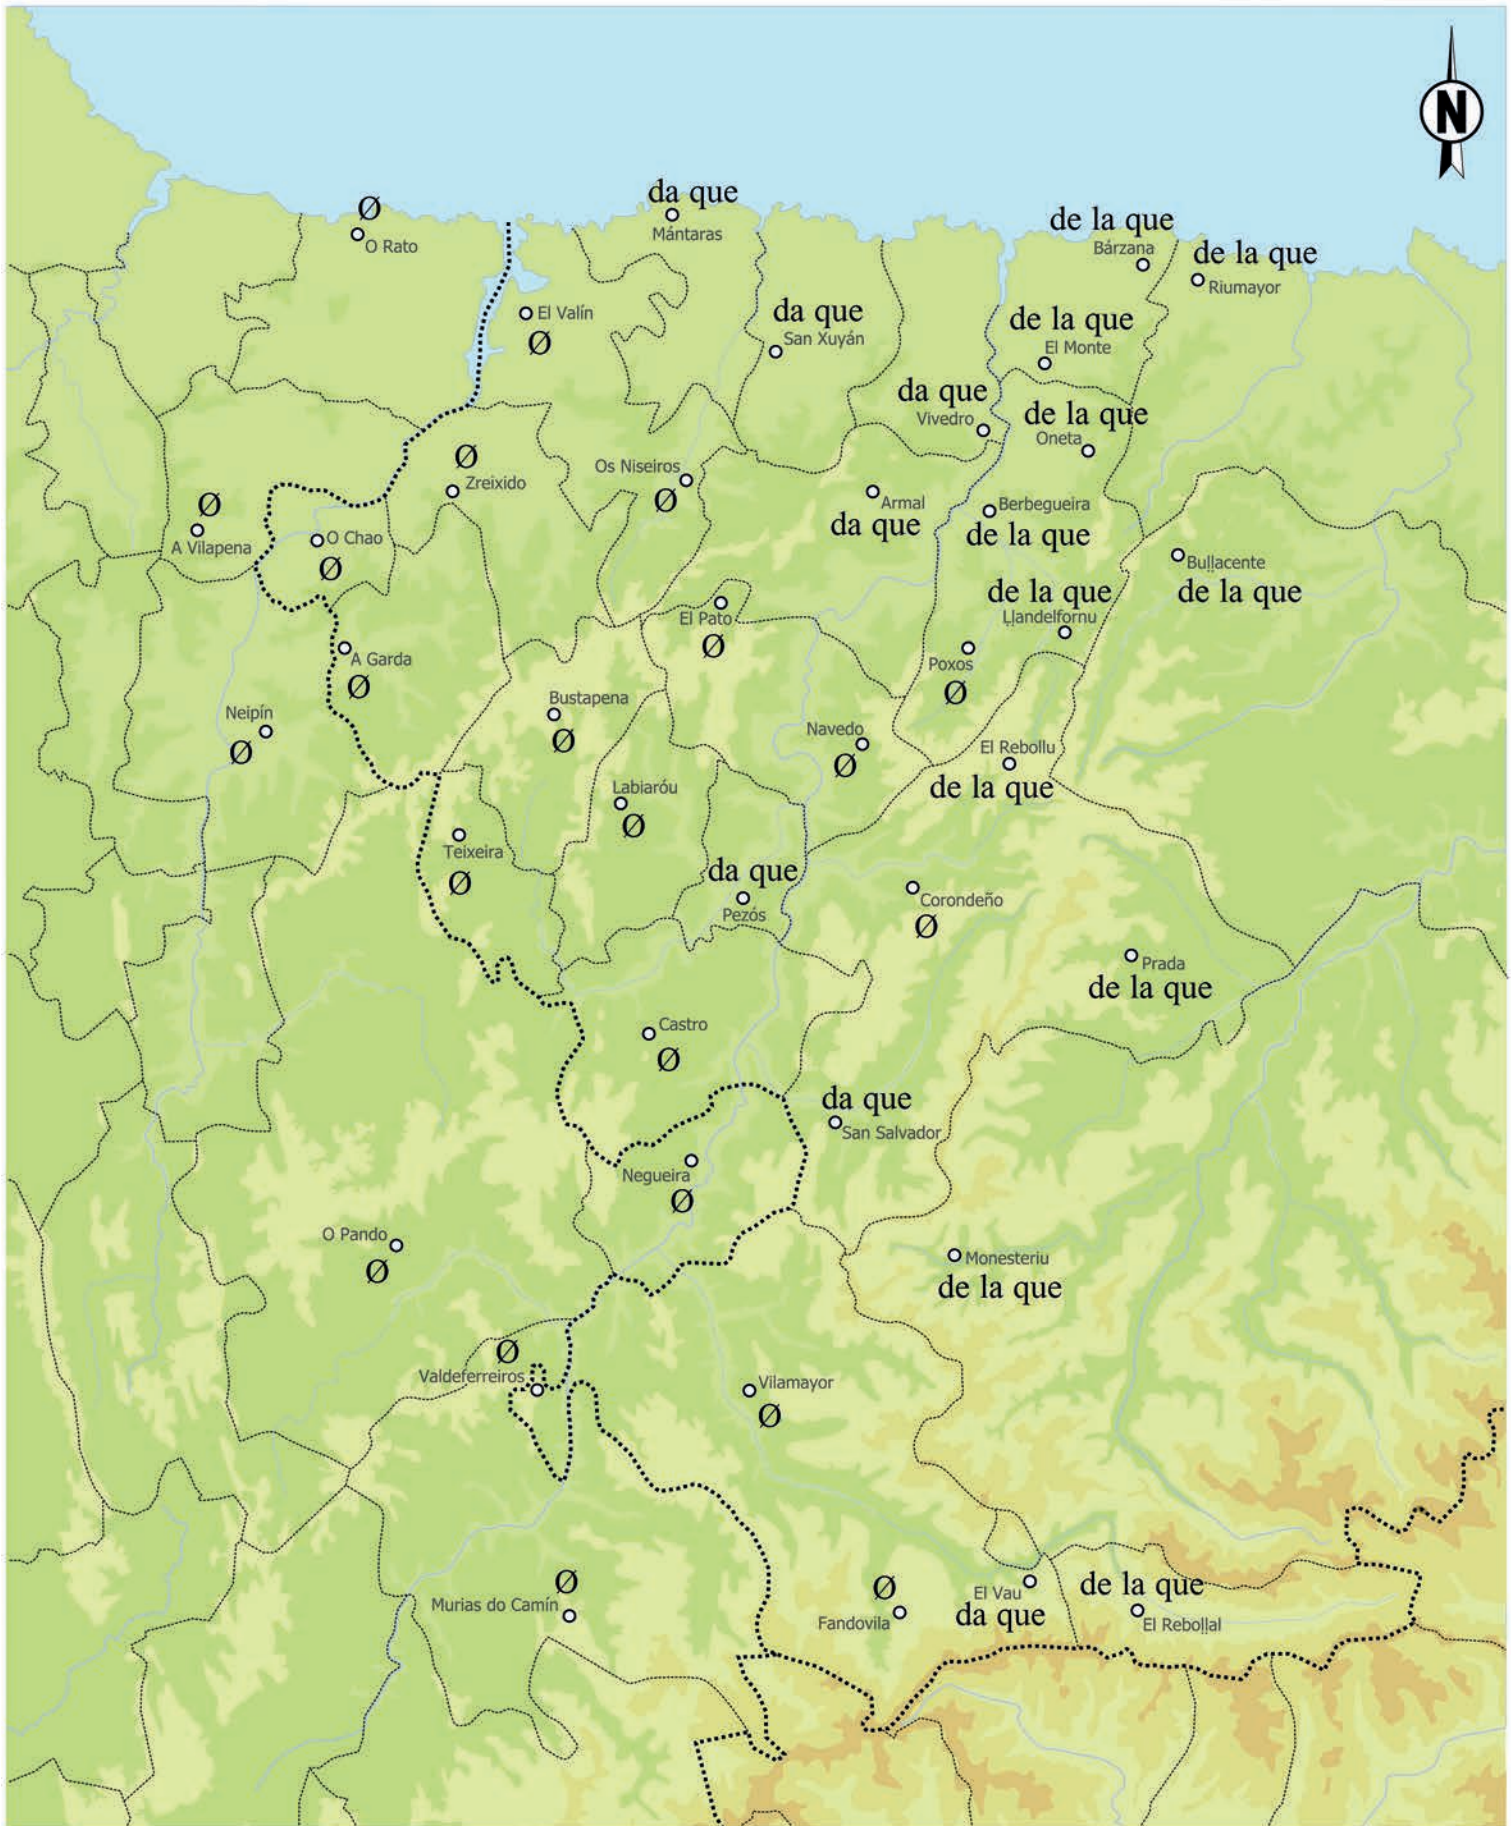 N
da que
Mántaras
Ø
O Rato
de la que
Bárzana
de la que
Riumayor
El Valín
Ø
da que
San Xuyán
de la que
El Monte
da que
Vivedro
de la que
Oneta
Ø
Zreixido
Os Niseiros
Ø
Armal
da que
Berbegueira
de la que
Ø
A Vilapena
O Chao
Ø
Buḷḷacente
de la que
de la que
Ḷḷandelfornu
El Pato
Ø
A Garda
Ø
Poxos
Ø
Bustapena
Ø
Neipín
Ø
Navedo
Ø
El Rebollu
de la que
Labiaróu
Ø
Teixeira
Ø
da que
Pezós
Corondeño
Ø
Prada
de la que
Castro
Ø
da que
San Salvador
Negueira
Ø
O Pando
Ø
Monesteriu
de la que
Ø
Valdeferreiros
Vilamayor
Ø
Ø
Murias do Camín
Ø
Fandovila
El Vau
da que
de la que
El Reboḷḷal